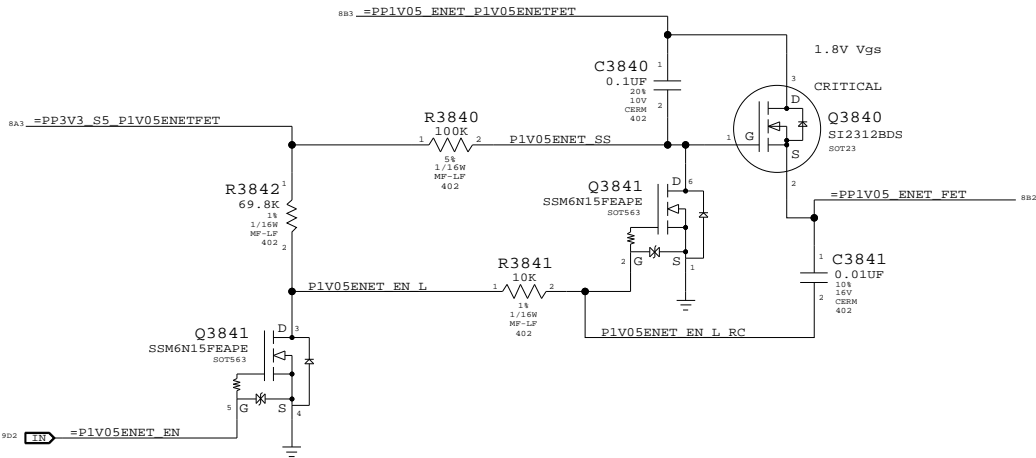 8B3 =PP1V05_ENET_P1V05ENETFET
1.8V Vgs
C3840
0.1UF
20%
10V
CERM
402
1
2
3
CRITICAL
D
G
S
1
2
Q3840
SI2312BDS
SOT23
8A3 =PP3V3_S5_P1V05ENETFET
R3840
100K
1 2
5%
1/16W
MF-LF
402
P1V05ENET_SS
R3842
69.8K
1%
1/16W
MF-LF
402
1
2
Q3841
SSM6N15FEAPE
SOT563
D 6
2 G S 1
=PP1V05_ENET_FET 8B2
C3841
0.01UF
10%
16V
CERM
402
1
2
P1V05ENET_EN_L
R3841
10K
1 2
1%
1/16W
MF-LF
402
P1V05ENET_EN_L_RC
Q3841
SSM6N15FEAPE
SOT563
D 3
5 G S 4
9D2 IN =P1V05ENET_EN